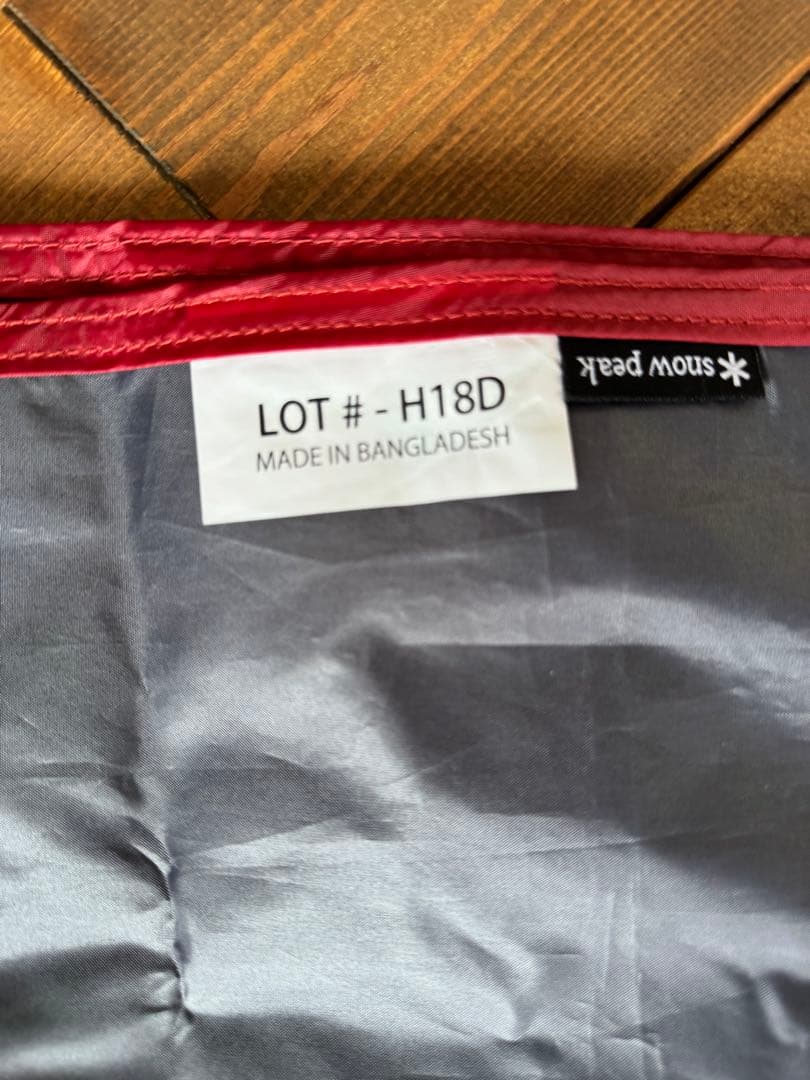 LOT # - H18D
MADE IN BANGLADESH
snow peak